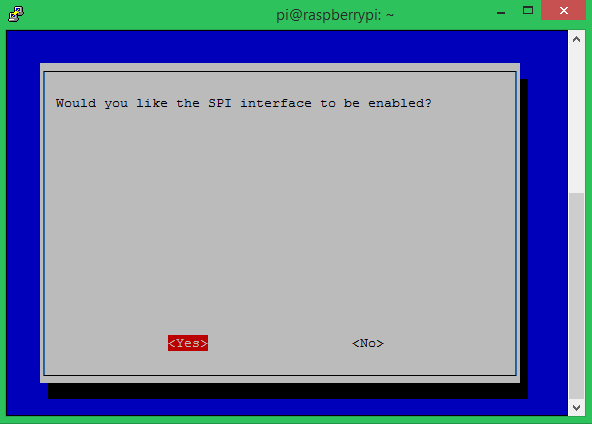 pi@raspberrypi: ~
Would you like the SPI interface to be enabled?
<Yes>
<No>